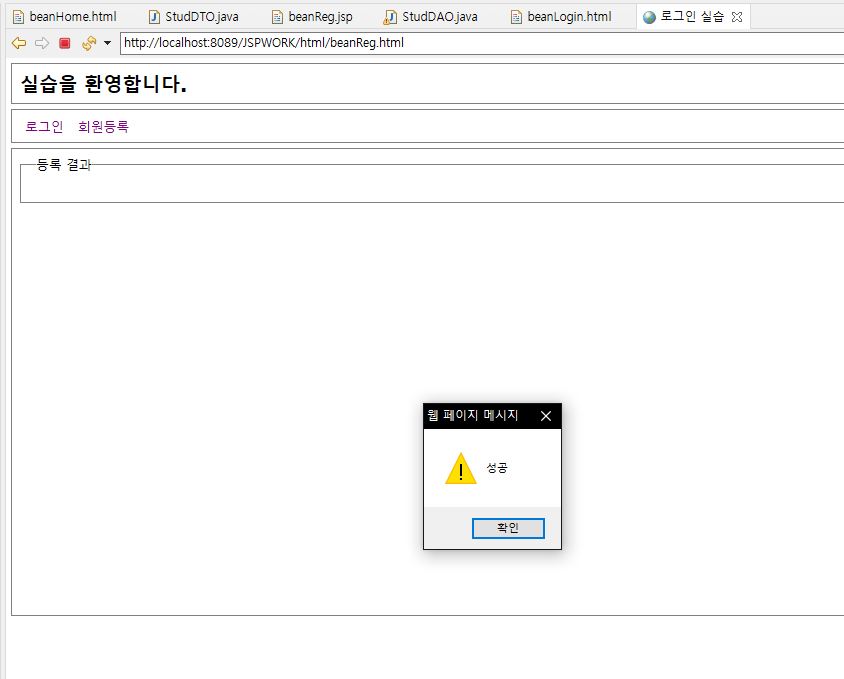 beanHome.html StudDTO.java beanReg.jsp StudDAO.java beanLogin.html 로그인 실습
http://localhost:8089/JSPWORK/html/beanReg.html
실습을 환영합니다.
로그인 회원등록
등록 결과
웹 페이지 메시지
성공
확인